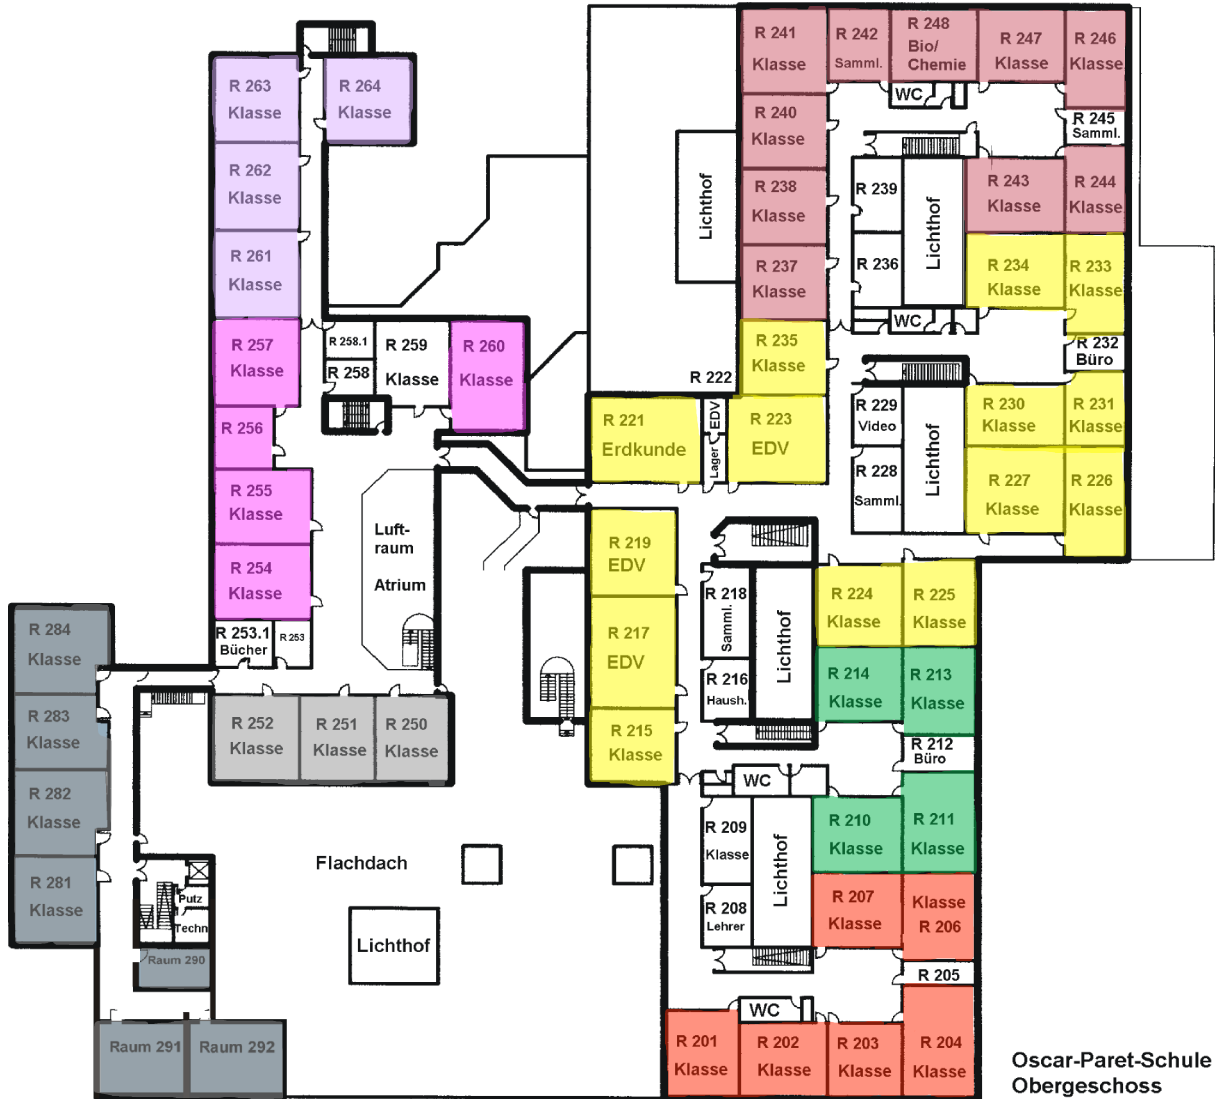 R 241
Klasse
R 242
Samml.
R 248
Bio/
Chemie
R 247
Klasse
R 246
Klasse
WC
R 245
Samml.
R 240
Klasse
R 263
Klasse
R 264
Klasse
R 262
Klasse
R 261
Klasse
Lichthof
R 238
Klasse
R 239
Lichthof
R 243
Klasse
R 244
Klasse
R 237
Klasse
R 236
R 234
Klasse
R 233
Klasse
WC
R 232
Büro
R 235
Klasse
R 222
R 257
Klasse
R 258.1
R 258
R 259
Klasse
R 260
Klasse
R 256
R 255
Klasse
R 254
Klasse
R 253.1
Bücher
R 253
Luft-
raum
Atrium
R 221
Erdkunde
EDV
Lager
R 223
EDV
R 229
Video
R 228
Samml.
Lichthof
R 230
Klasse
R 231
Klasse
R 227
Klasse
R 226
Klasse
R 219
EDV
R 217
EDV
R 215
Klasse
R 218
Samml.
R 216
Haush.
Lichthof
R 224
Klasse
R 225
Klasse
R 214
Klasse
R 213
Klasse
R 212
Büro
R 284
Klasse
R 283
Klasse
R 282
Klasse
R 281
Klasse
R 252
Klasse
R 251
Klasse
R 250
Klasse
Putz
Techn
Raum 290
Raum 291
Raum 292
Flachdach
Lichthof
WC
R 209
Klasse
R 208
Lehrer
Lichthof
R 210
Klasse
R 211
Klasse
R 207
Klasse
Klasse
R 206
R 205
WC
R 201
Klasse
R 202
Klasse
R 203
Klasse
R 204
Klasse
Oscar-Paret-Schule
Obergeschoss